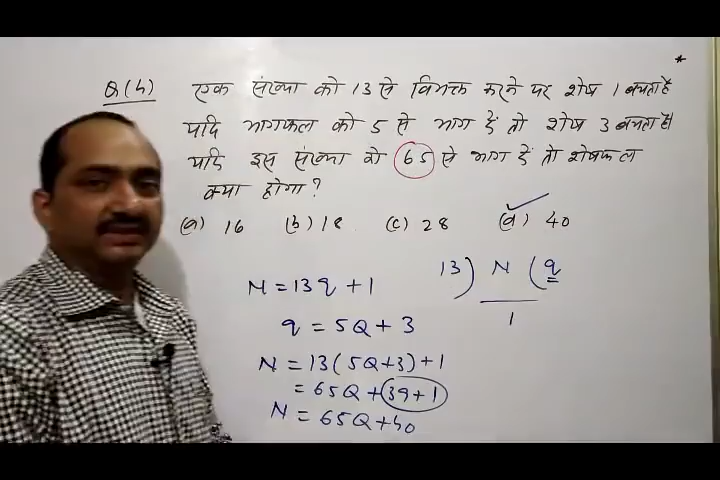 *
Q(4) एक संख्या को 13 से विभक्त करने पर शेष 1 बचता है
यदि भागफल को 5 से भाग दें तो शेष 3 बचता है।
यदि इस संख्या को 65 से भाग दें तो शेषफल
क्या होगा ?
(a) 16 (b) 18 (c) 28 (d) 40
N = 13q + 1
13) N (q
1
q = 5Q + 3
N = 13(5Q+3)+1
= 65Q + 39+1
N = 65Q+40